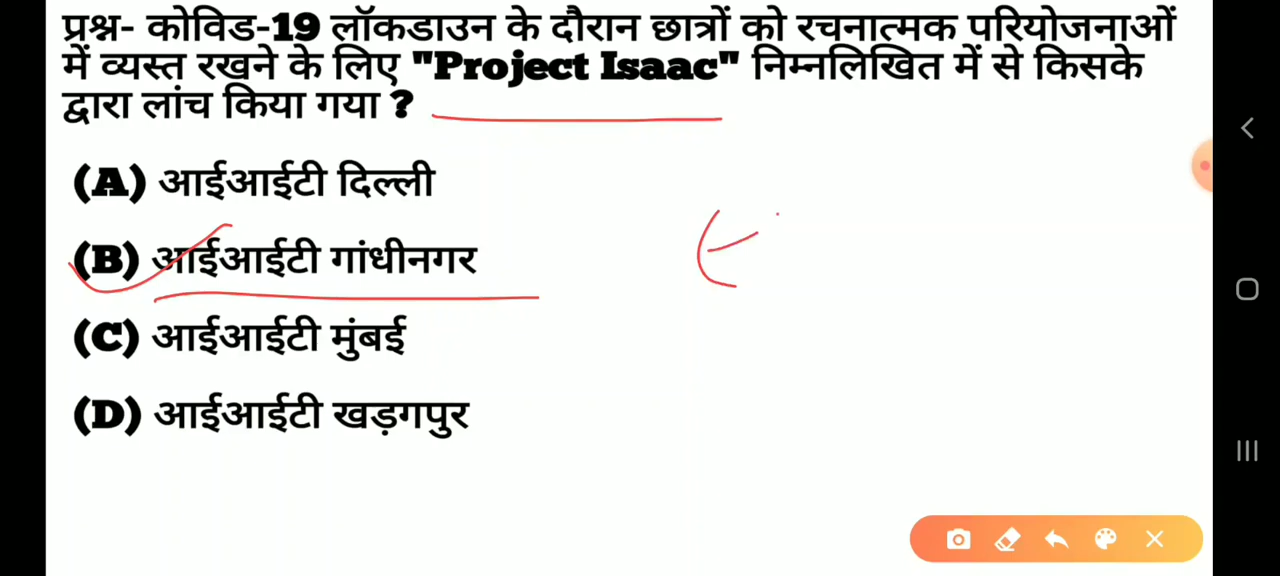 प्रश्न- कोविड-19 लॉकडाउन के दौरान छात्रों को रचनात्मक परियोजनाओं
में व्यस्त रखने के लिए "Project Isaac" निम्नलिखित में से किसके
द्वारा लांच किया गया ?
(A) आईआईटी दिल्ली
(B) आईआईटी गांधीनगर
(C) आईआईटी मुंबई
(D) आईआईटी खड़गपुर